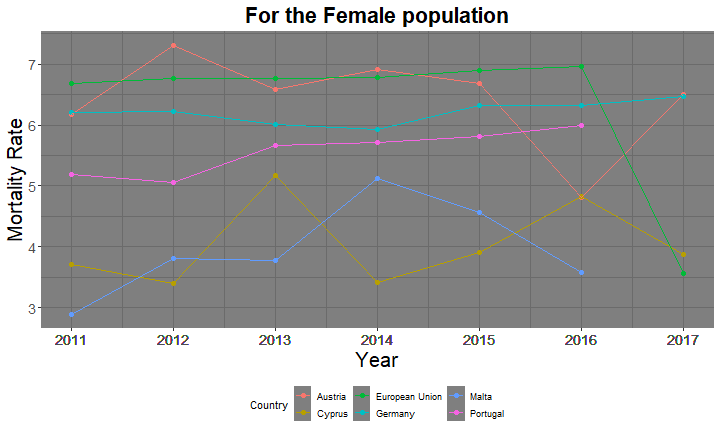 For the Female population
Mortality Rate
7
6
5
4
3
2011 2012 2013 2014 2015 2016 2017
Year
Country
Austria European Union Malta
Cyprus Germany Portugal